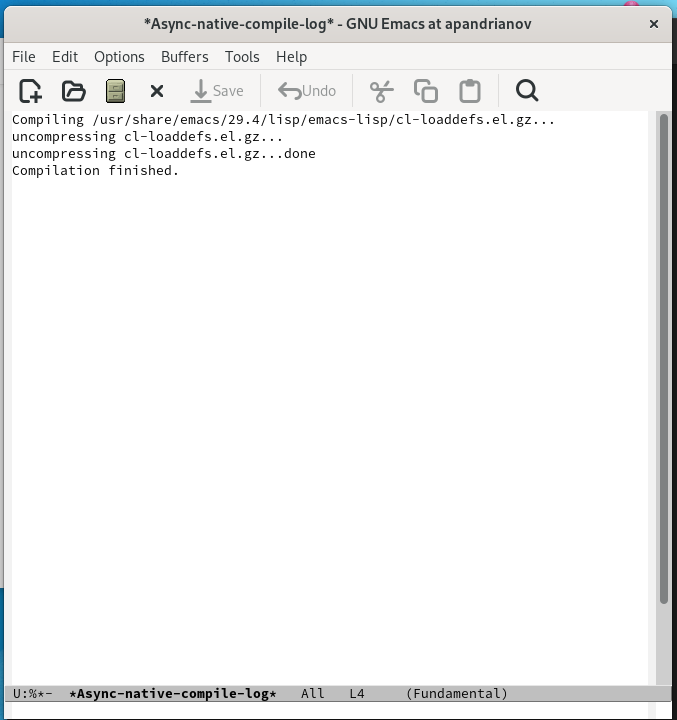 *Async-native-compile-log* - GNU Emacs at apandrianov
File Edit Options Buffers Tools Help
Save Undo
Compiling /usr/share/emacs/29.4/lisp/emacs-lisp/cl-loaddefs.el.gz...
uncompressing cl-loaddefs.el.gz...
uncompressing cl-loaddefs.el.gz...done
Compilation finished.
U:%*- *Async-native-compile-log* All L4 (Fundamental)